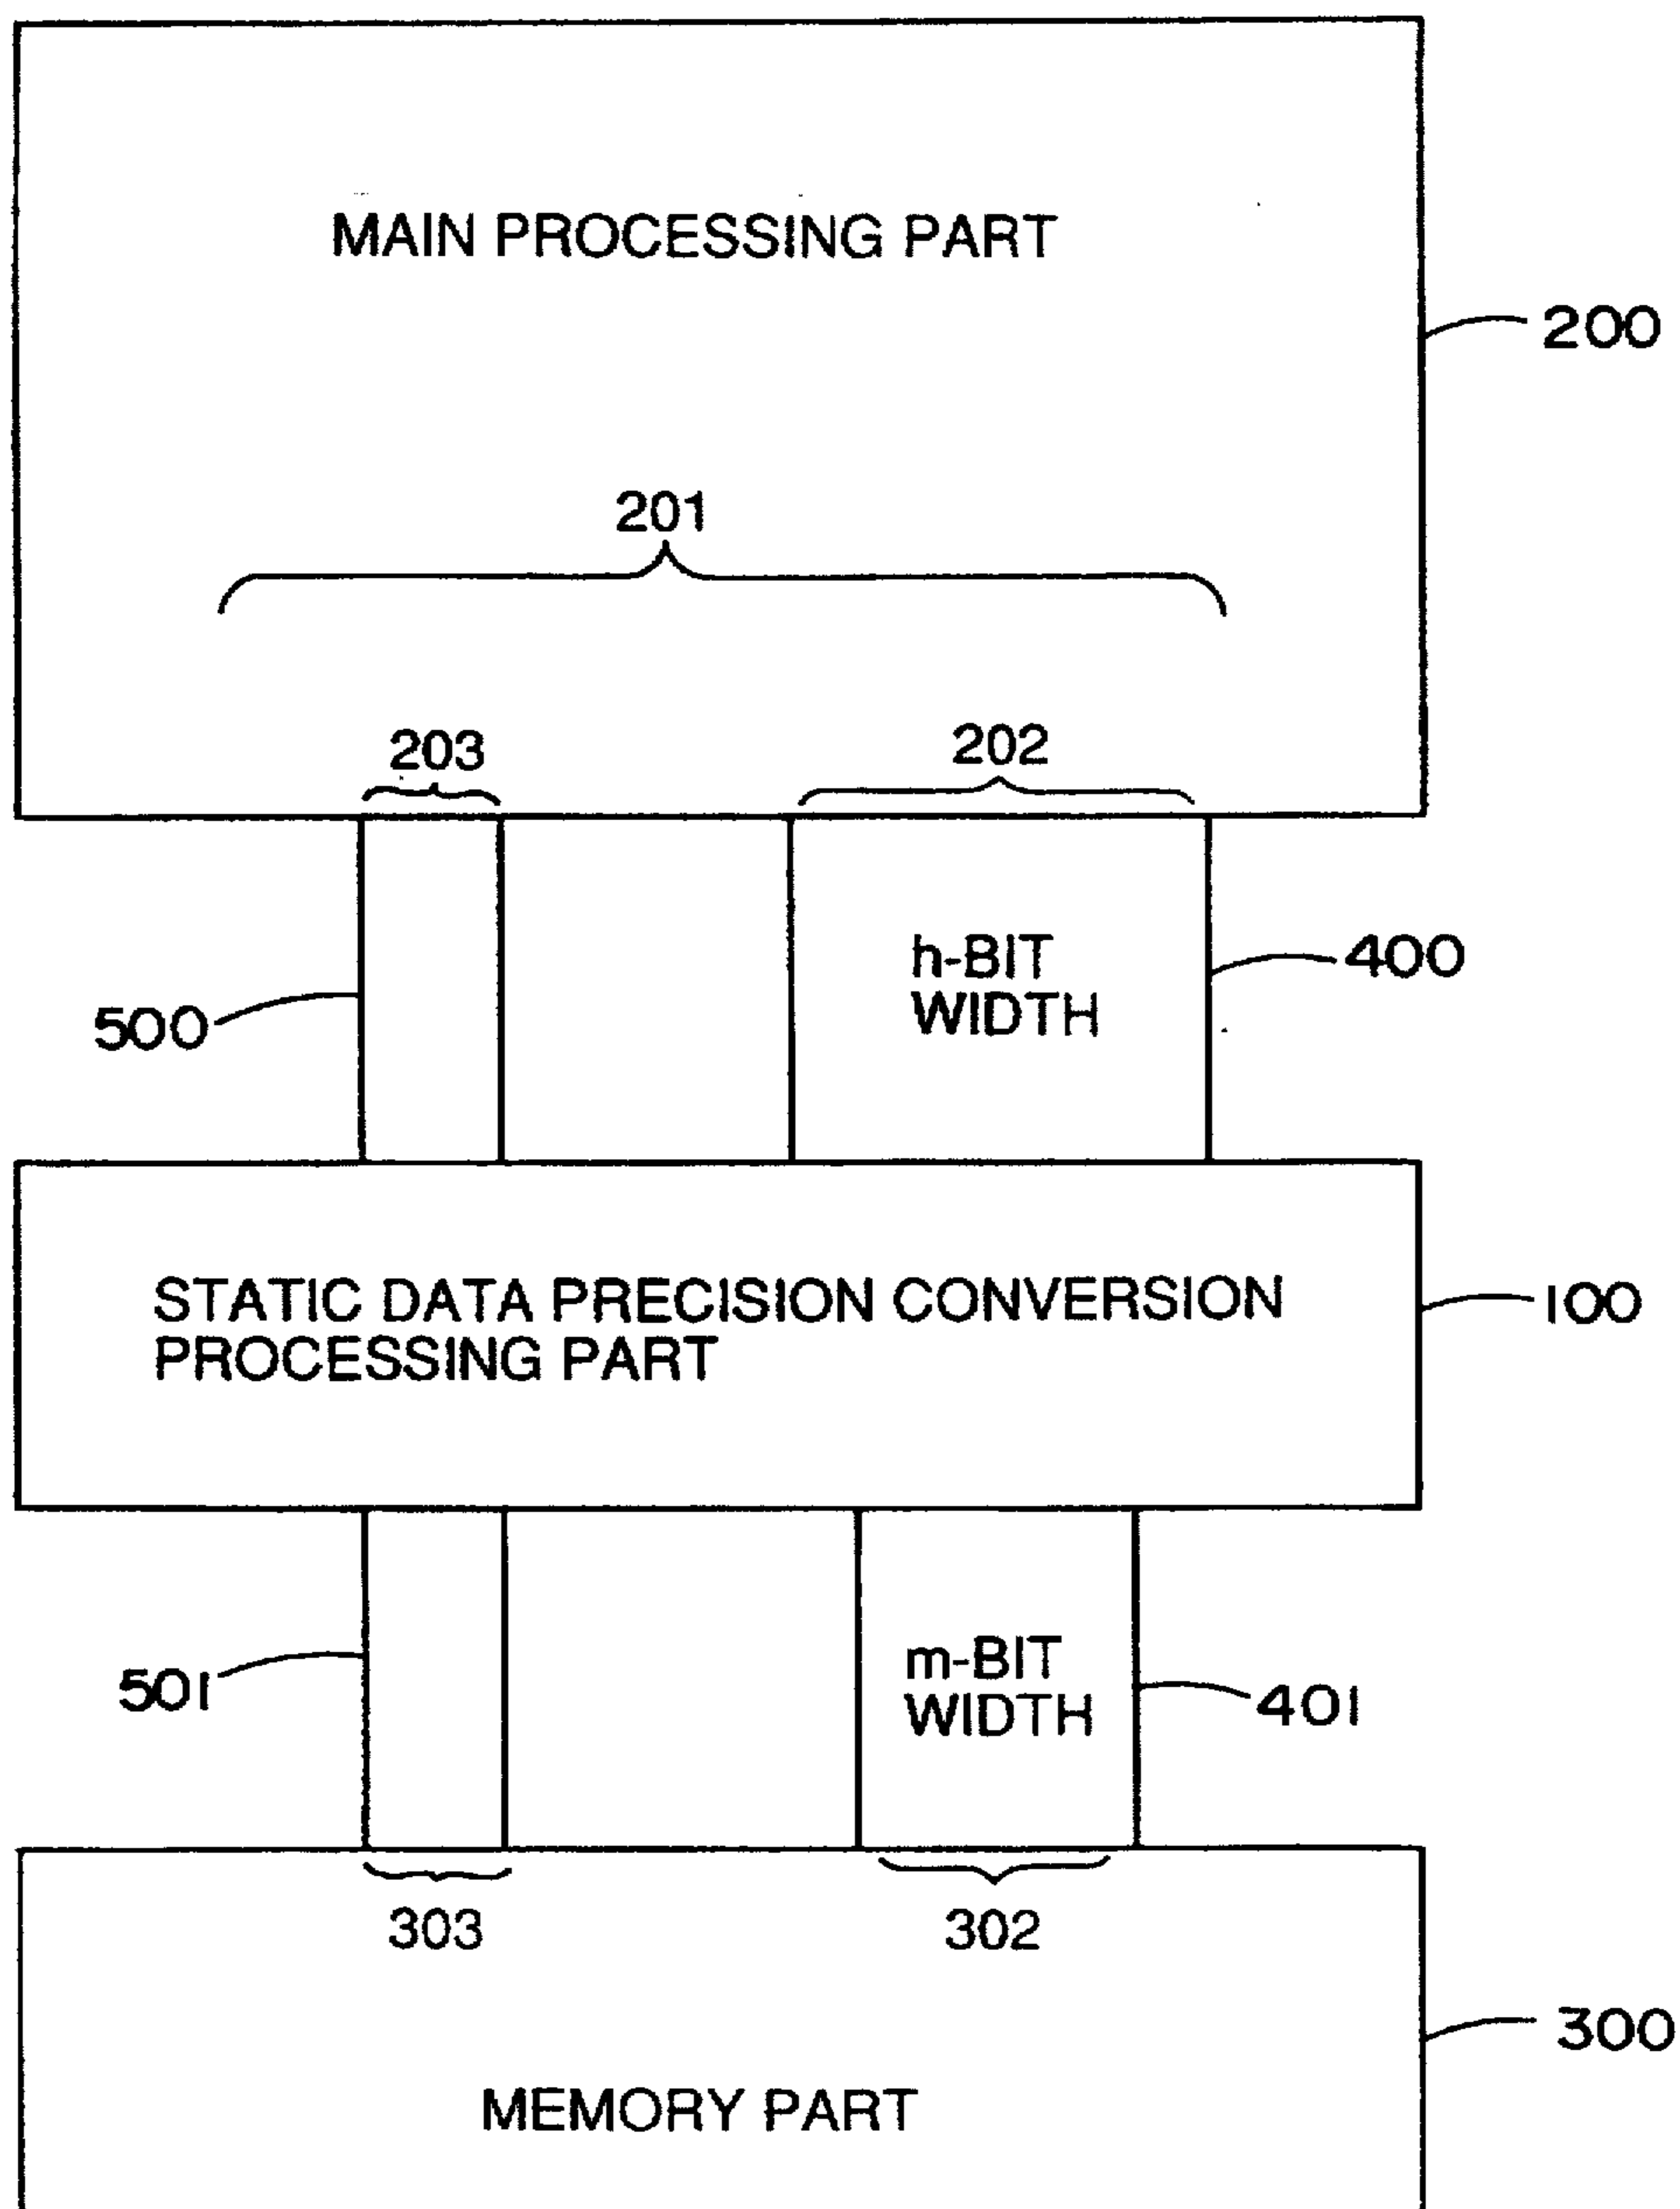 MAIN PROCESSING PART
200
201
203
202
h-BIT
WIDTH
400
500
STATIC DATA PRECISION CONVERSION
PROCESSING PART
100
m-BIT
WIDTH
501
401
303
302
300
MEMORY PART